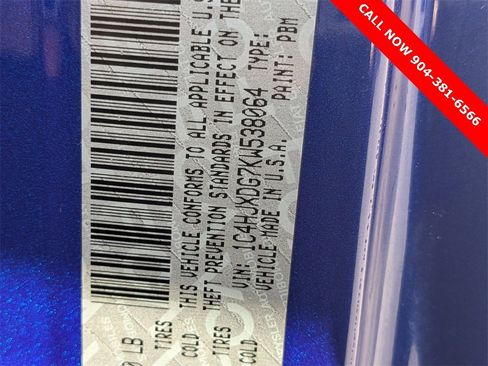 CALL NOW 904-381-6566
THIS VEHICLE CONFORMS TO ALL APPLICABLE U.S
THEFT PREVENTION STANDARDS IN EFFECT ON THE
VIN: 1C4HJXDG7KW538064 TYPE:
VEHICLE MADE IN U.S.A. PAINT: PBM
LB
TIRES
COLD
TIRES
COLD